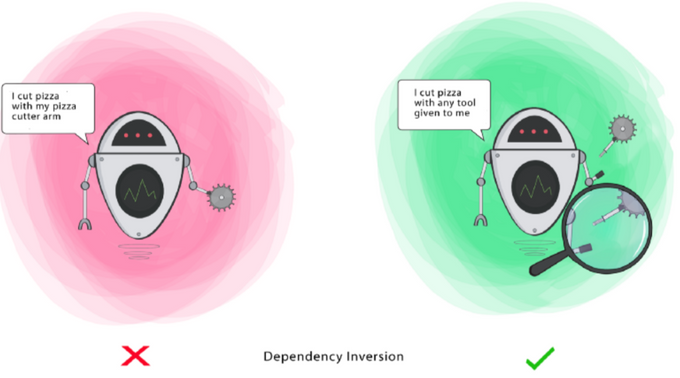 I cut pizza
with my pizza
cutter arm
I cut pizza
with any tool
given to me
Dependency Inversion